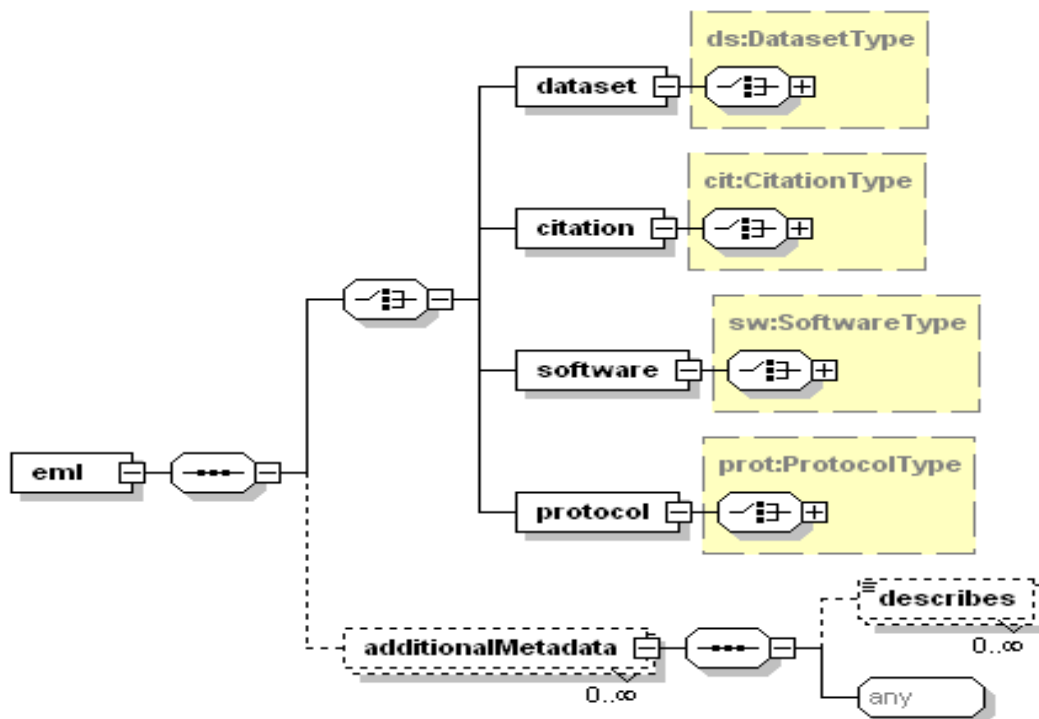 ds:DatasetType
dataset
cit:CitationType
citation
sw:SoftwareType
software
eml
prot:ProtocolType
protocol
describes
0..∞
additionalMetadata
0..∞
any